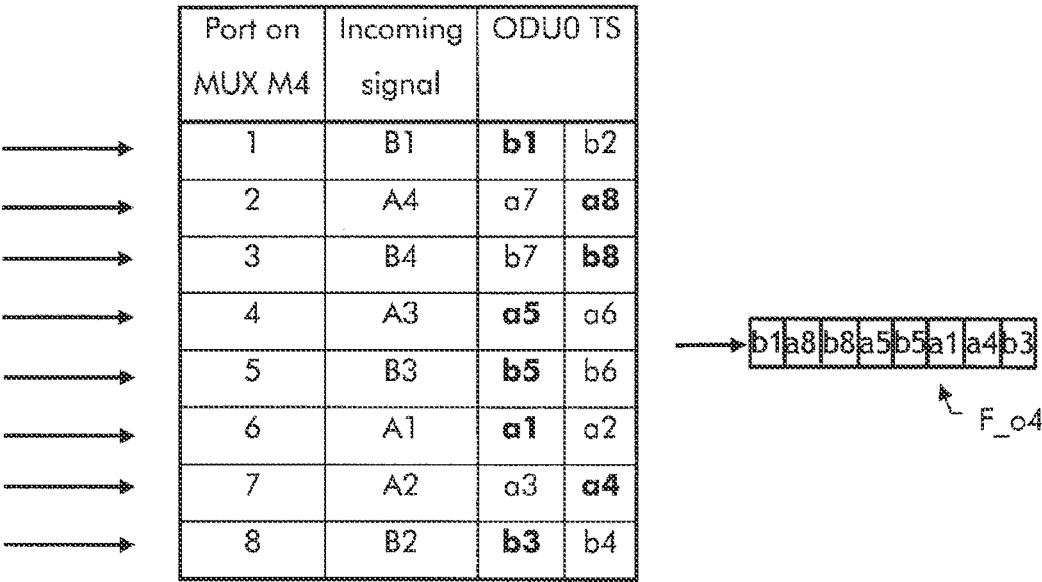 Port on MUX M4 Incoming signal ODU0 TS
1 B1 b1 b2
2 A4 a7 a8
3 B4 b7 b8
4 A3 a5 a6
5 B3 b5 b6
6 A1 a1 a2
7 A2 a3 a4
8 B2 b3 b4
b1 a8 b8 a5 b5 a1 a4 b3
F_o4